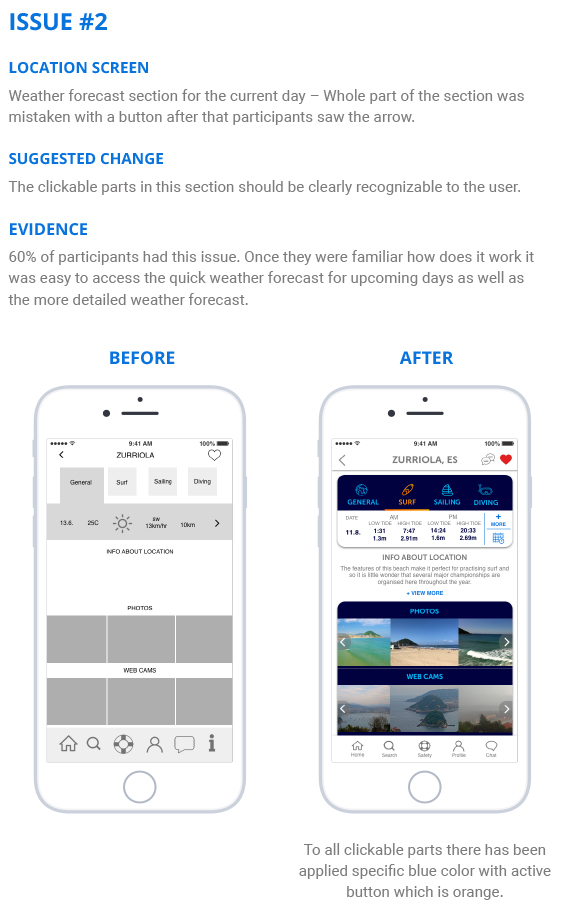 ISSUE #2
LOCATION SCREEN
Weather forecast section for the current day – Whole part of the section was
mistaken with a button after that participants saw the arrow.
SUGGESTED CHANGE
The clickable parts in this section should be clearly recognizable to the user.
EVIDENCE
60% of participants had this issue. Once they were familiar how does it work it
was easy to access the quick weather forecast for upcoming days as well as
the more detailed weather forecast.
BEFORE
9:41 AM 100%
ZURRIOLA
General Surf Sailing Diving
13.6. 25C SW 10km
13km/hr
INFO ABOUT LOCATION
PHOTOS
WEB CAMS
AFTER
9:41 AM 100%
ZURRIOLA, ES
GENERAL SURF SAILING DIVING
DATE AM PM + MORE
LOW TIDE HIGH TIDE LOW TIDE HIGH TIDE
11.8. 1:31 7:47 14:24 20:33
1.3m 2.91m 1.6m 2.69m
INFO ABOUT LOCATION
The features of this beach make it perfect for practising surf and
so it is little wonder that several major championships are
organised here throughout the year.
+ VIEW MORE
PHOTOS
WEB CAMS
Home Search Safety Profile Chat
To all clickable parts there has been
applied specific blue color with active
button which is orange.